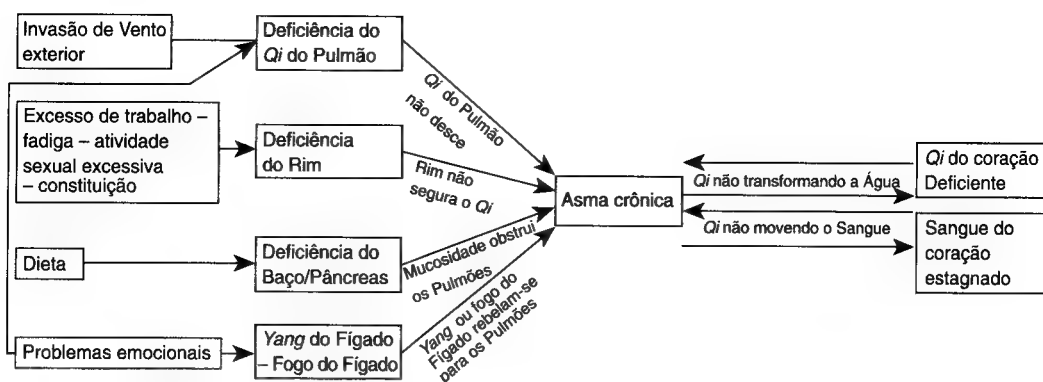 Invasão de Vento
exterior
Deficiência do
Qi do Pulmão
Qi do Pulmão
não desce
Excesso de trabalho –
fadiga – atividade
sexual excessiva
– constituição
Deficiência
do Rim
Rim não
segura o Qi
Dieta
Deficiência do
Baço/Pâncreas
Mucosidade obstrui
os Pulmões
Problemas emocionais
Yang do Fígado
– Fogo do Fígado
Yang ou fogo do
Fígado rebelam-se
para os Pulmões
Asma crônica
Qi não transformando a Água
Qi do coração
Deficiente
Qi não movendo o Sangue
Sangue do
coração
estagnado